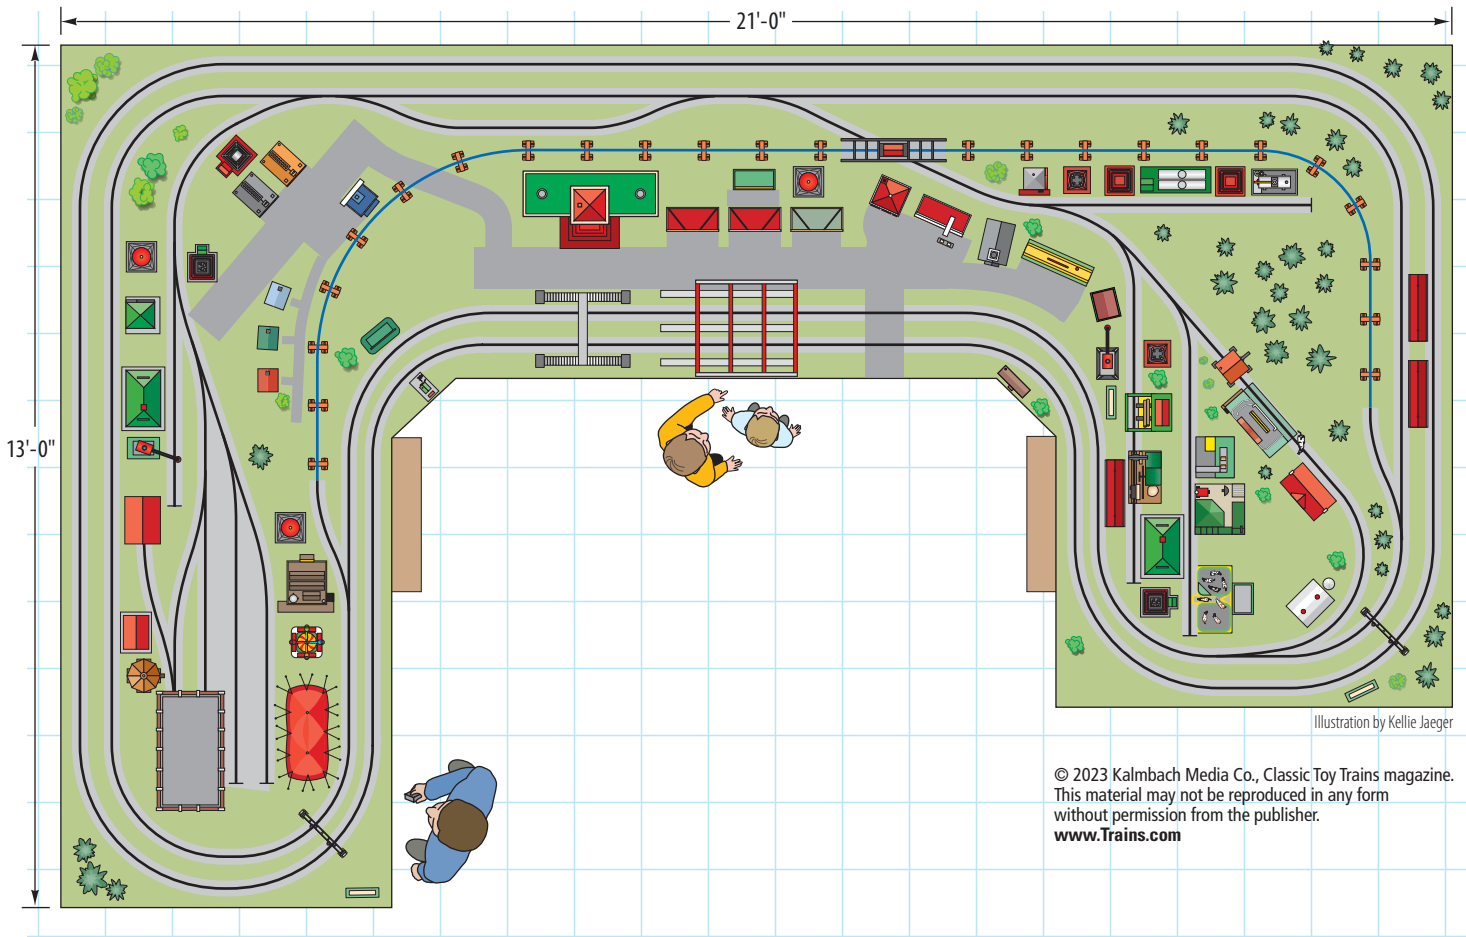 21'-0"
13'-0"
Illustration by Kellie Jaeger
© 2023 Kalmbach Media Co., Classic Toy Trains magazine.
This material may not be reproduced in any form
without permission from the publisher.
www.Trains.com